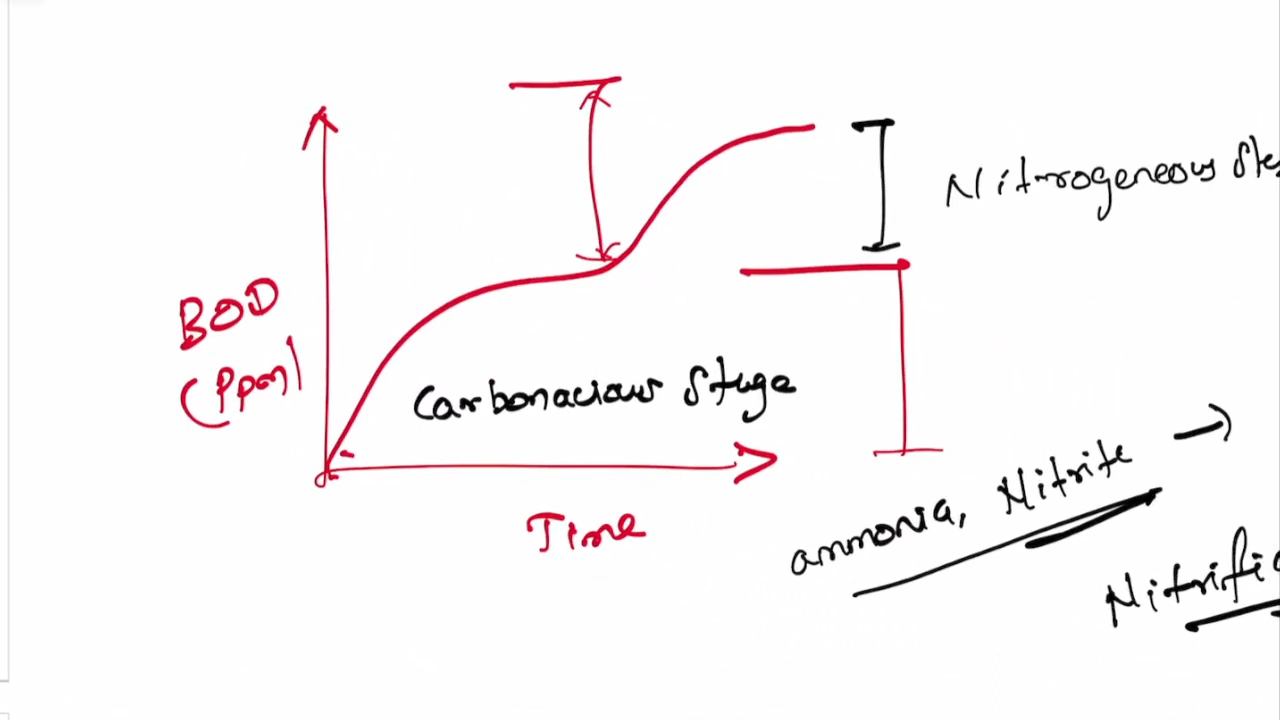 Nitrogeneous
BOD
(PPm)
Carbonacious Stage
Time
ammonia, Nitrite →